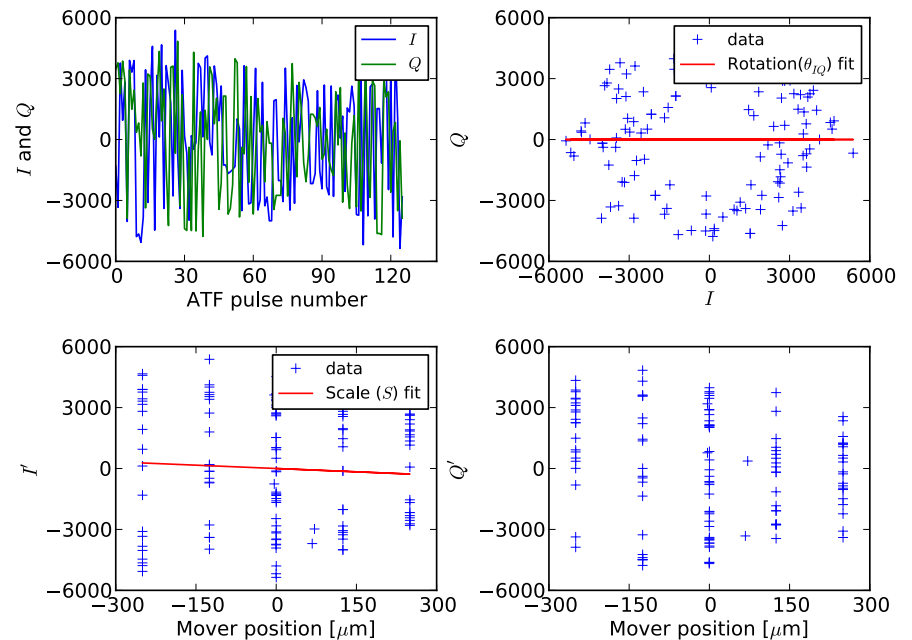 6000
3000
0
−3000
−6000
I and Q
I
Q
0
30
60
90
120
ATF pulse number
6000
3000
0
−3000
−6000
Q
data
Rotation(θIQ) fit
−6000
−3000
0
3000
6000
I
6000
3000
0
−3000
−6000
I′
data
Scale (S) fit
−300
−150
0
150
300
Mover position [μm]
6000
3000
0
−3000
−6000
Q′
−300
−150
0
150
300
Mover position [μm]